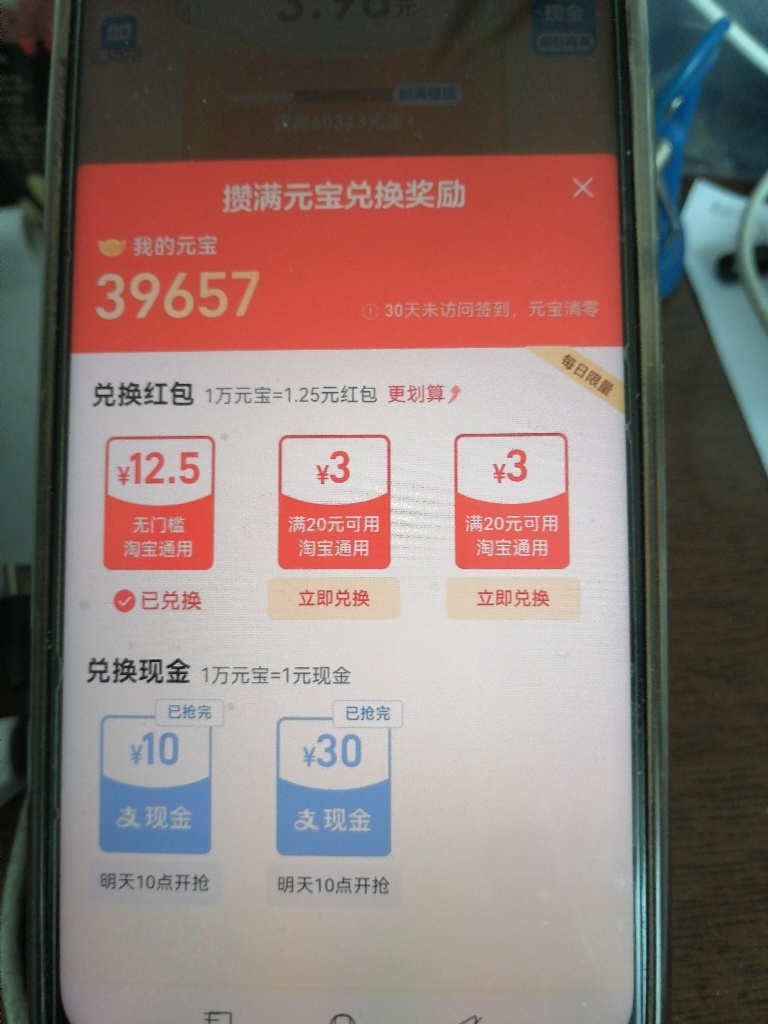 3.96元
现金
攒满元宝兑换奖励
我的元宝
39657
30天未访问签到，元宝清零
每日限量
兑换红包 1万元宝=1.25元红包 更划算
¥12.5 ¥3 ¥3
无门槛 满20元可用 满20元可用
淘宝通用 淘宝通用 淘宝通用
已兑换 立即兑换 立即兑换
兑换现金 1万元宝=1元现金
已抢完 已抢完
¥10 ¥30
支现金 支现金
明天10点开抢 明天10点开抢